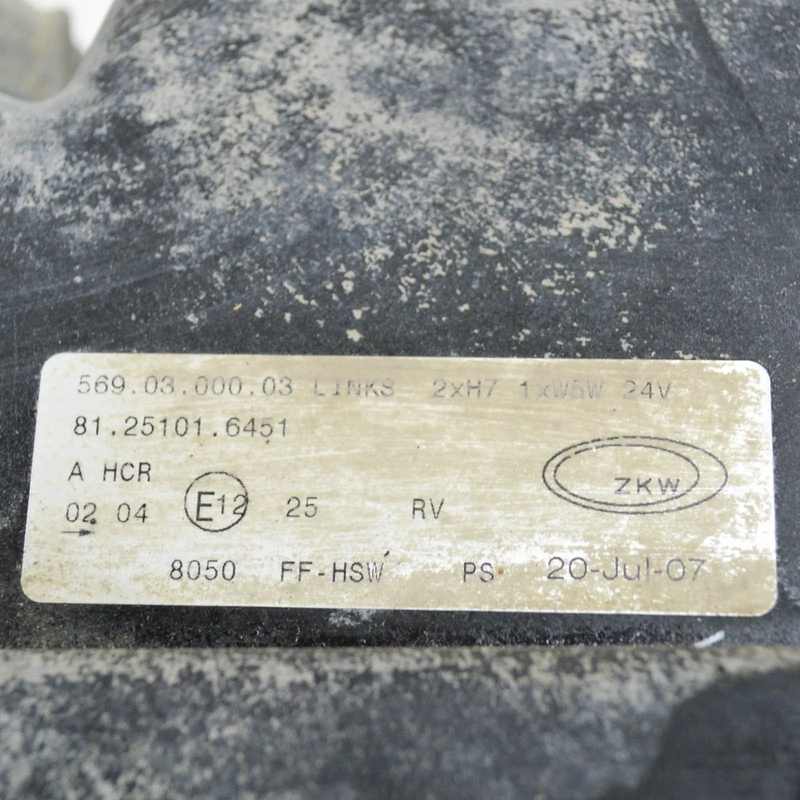 569.03.000.03 LINKS 2xH7 1xW5W 24V
81.25101.6451
A HCR
ZKW
02 04 E12 25 RV
8050 FF-HSW PS 20-Jul-07